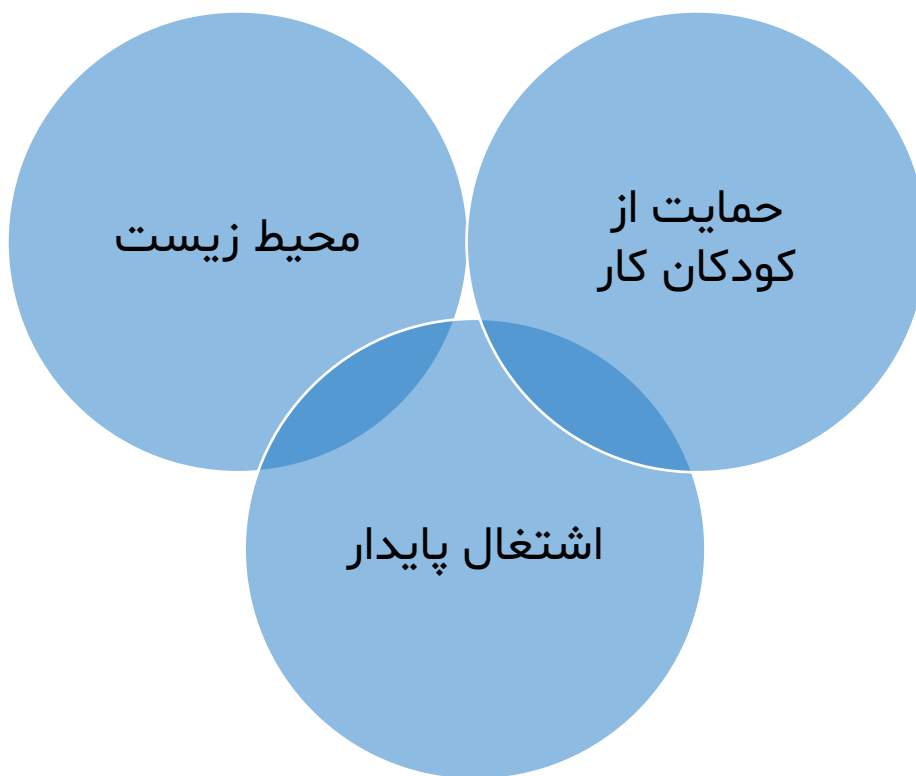 حمایت از
کودکان کار
محیط زیست
اشتغال پایدار